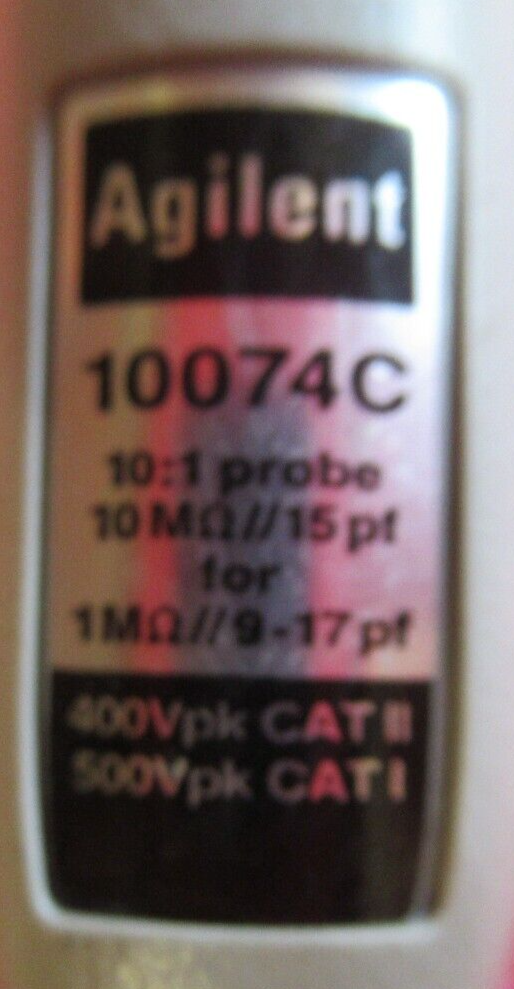 Agilent
10074C
10:1 probe
10 MΩ//15 pf
for
1MΩ//9-17 pf
400Vpk CAT II
500Vpk CAT I